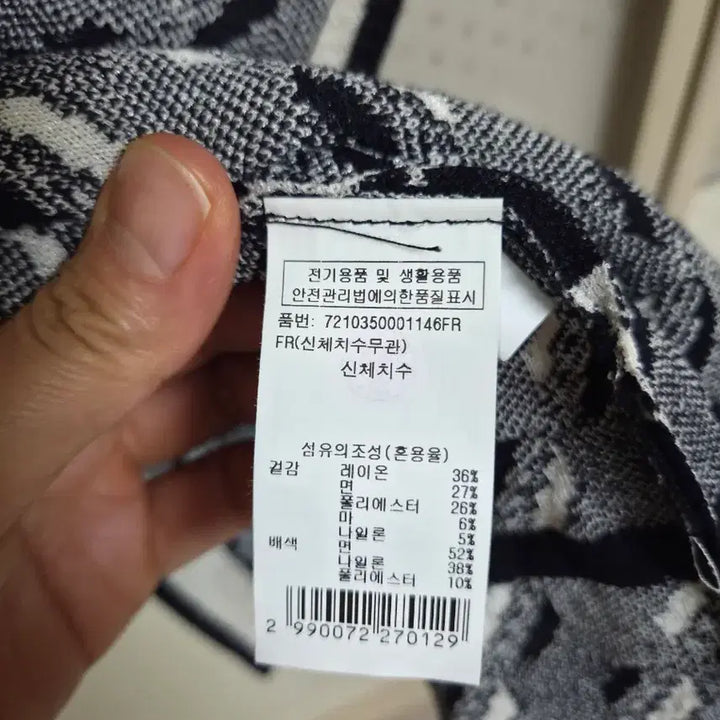 전기용품 및 생활용품
안전관리법에의한품질표시
품번: 7210350001146FR
FR(신체치수무관)
신체치수
섬유의조성(혼용율)
겉감 레이온 36%
면 27%
폴리에스터 26%
마 6%
나일론 5%
배색 면 52%
나일론 38%
폴리에스터 10%
2 990072 270129